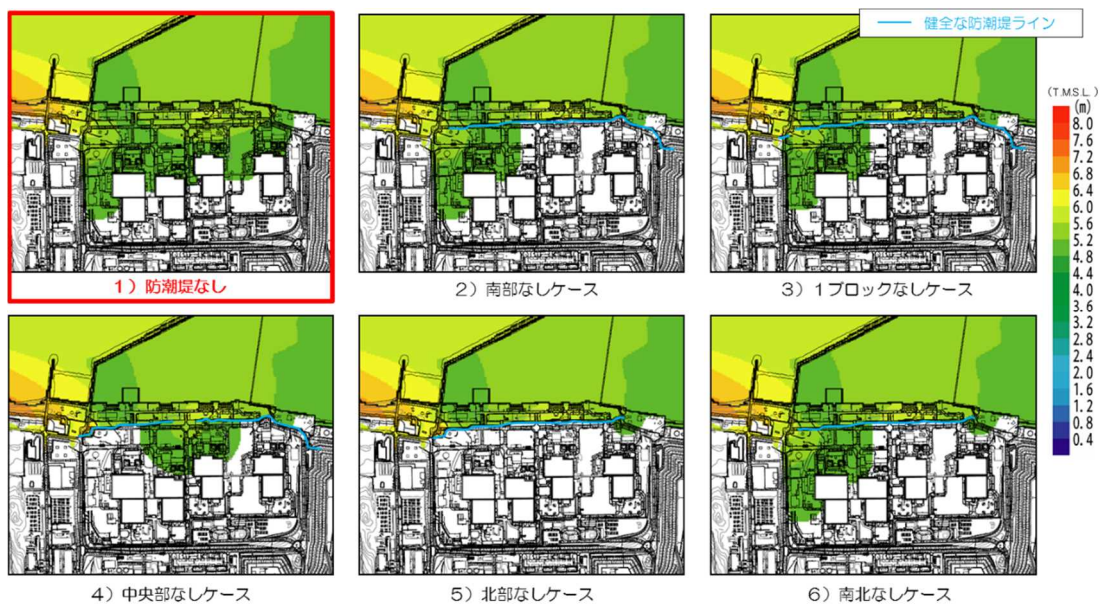 健全な防潮堤ライン
1）防潮堤なし
2）南部なしケース
3）1ブロックなしケース
(T.M.S.L.)
(m)
8.0
7.6
7.2
6.8
6.4
6.0
5.6
5.2
4.8
4.4
4.0
3.6
3.2
2.8
2.4
2.0
1.6
1.2
0.8
0.4
4）中央部なしケース
5）北部なしケース
6）南北なしケース